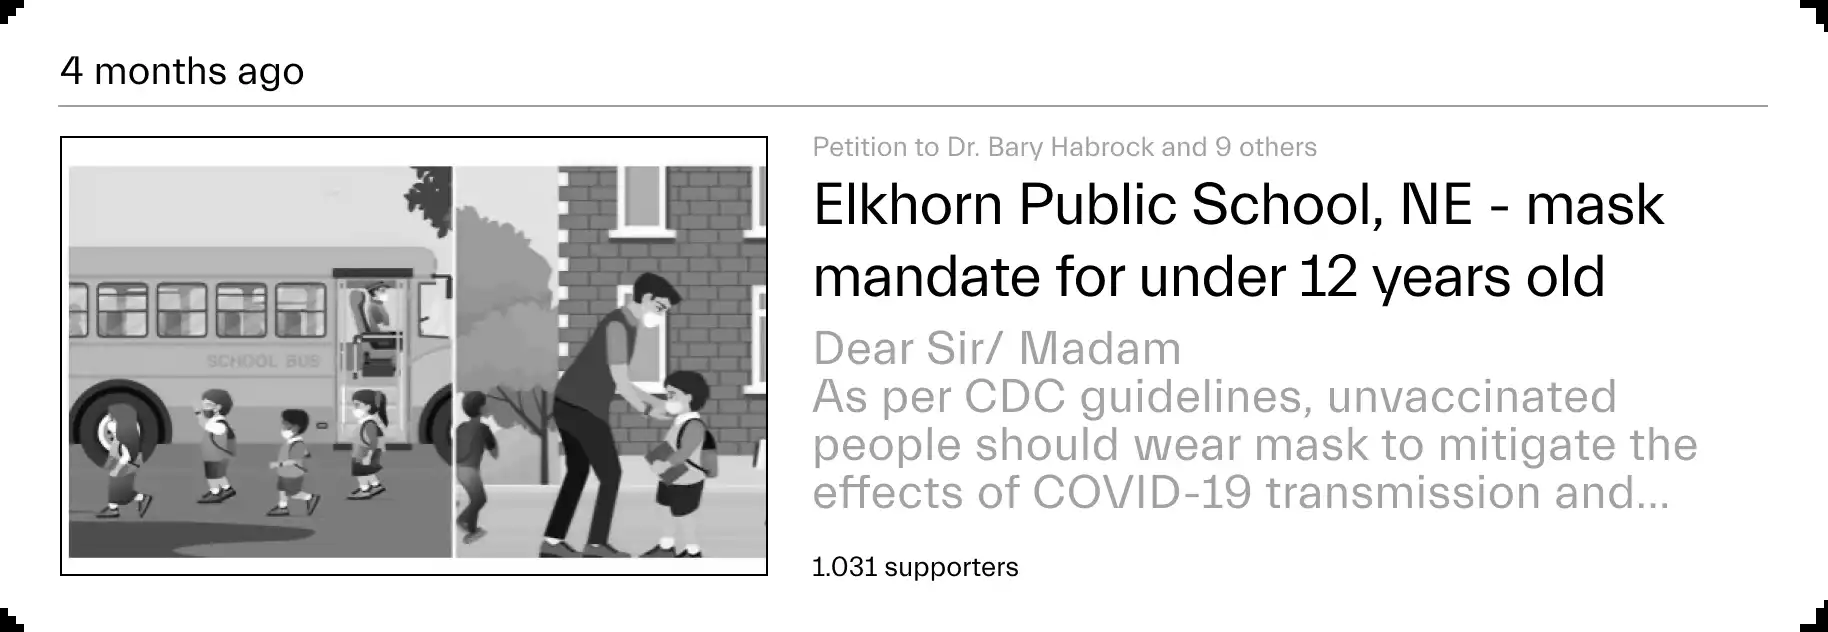 4 months ago
Petition to Dr. Bary Habrock and 9 others
Elkhorn Public School, NE - mask
mandate for under 12 years old
Dear Sir/ Madam
As per CDC guidelines, unvaccinated
people should wear mask to mitigate the
effects of COVID-19 transmission and...
1.031 supporters
SCHOOL BUS